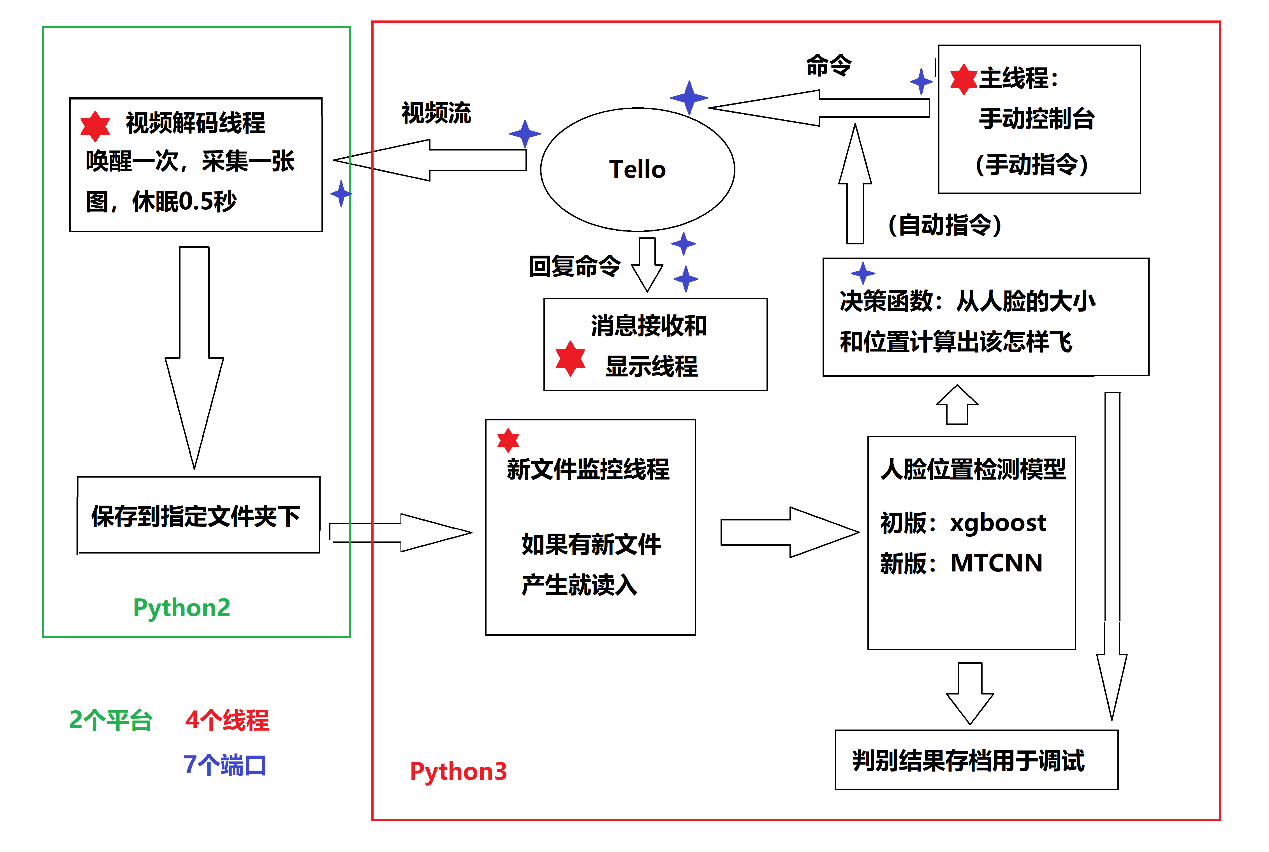 视频解码线程
唤醒一次，采集一张
图，休眠0.5秒
保存到指定文件夹下
Python2
视频流
Tello
命令
主线程：
手动控制台
（手动指令）
回复命令
消息接收和
显示线程
（自动指令）
决策函数：从人脸的大小
和位置计算出该怎样飞
新文件监控线程
如果有新文件
产生就读入
人脸位置检测模型
初版：xgboost
新版：MTCNN
判别结果存档用于调试
Python3
2个平台
4个线程
7个端口